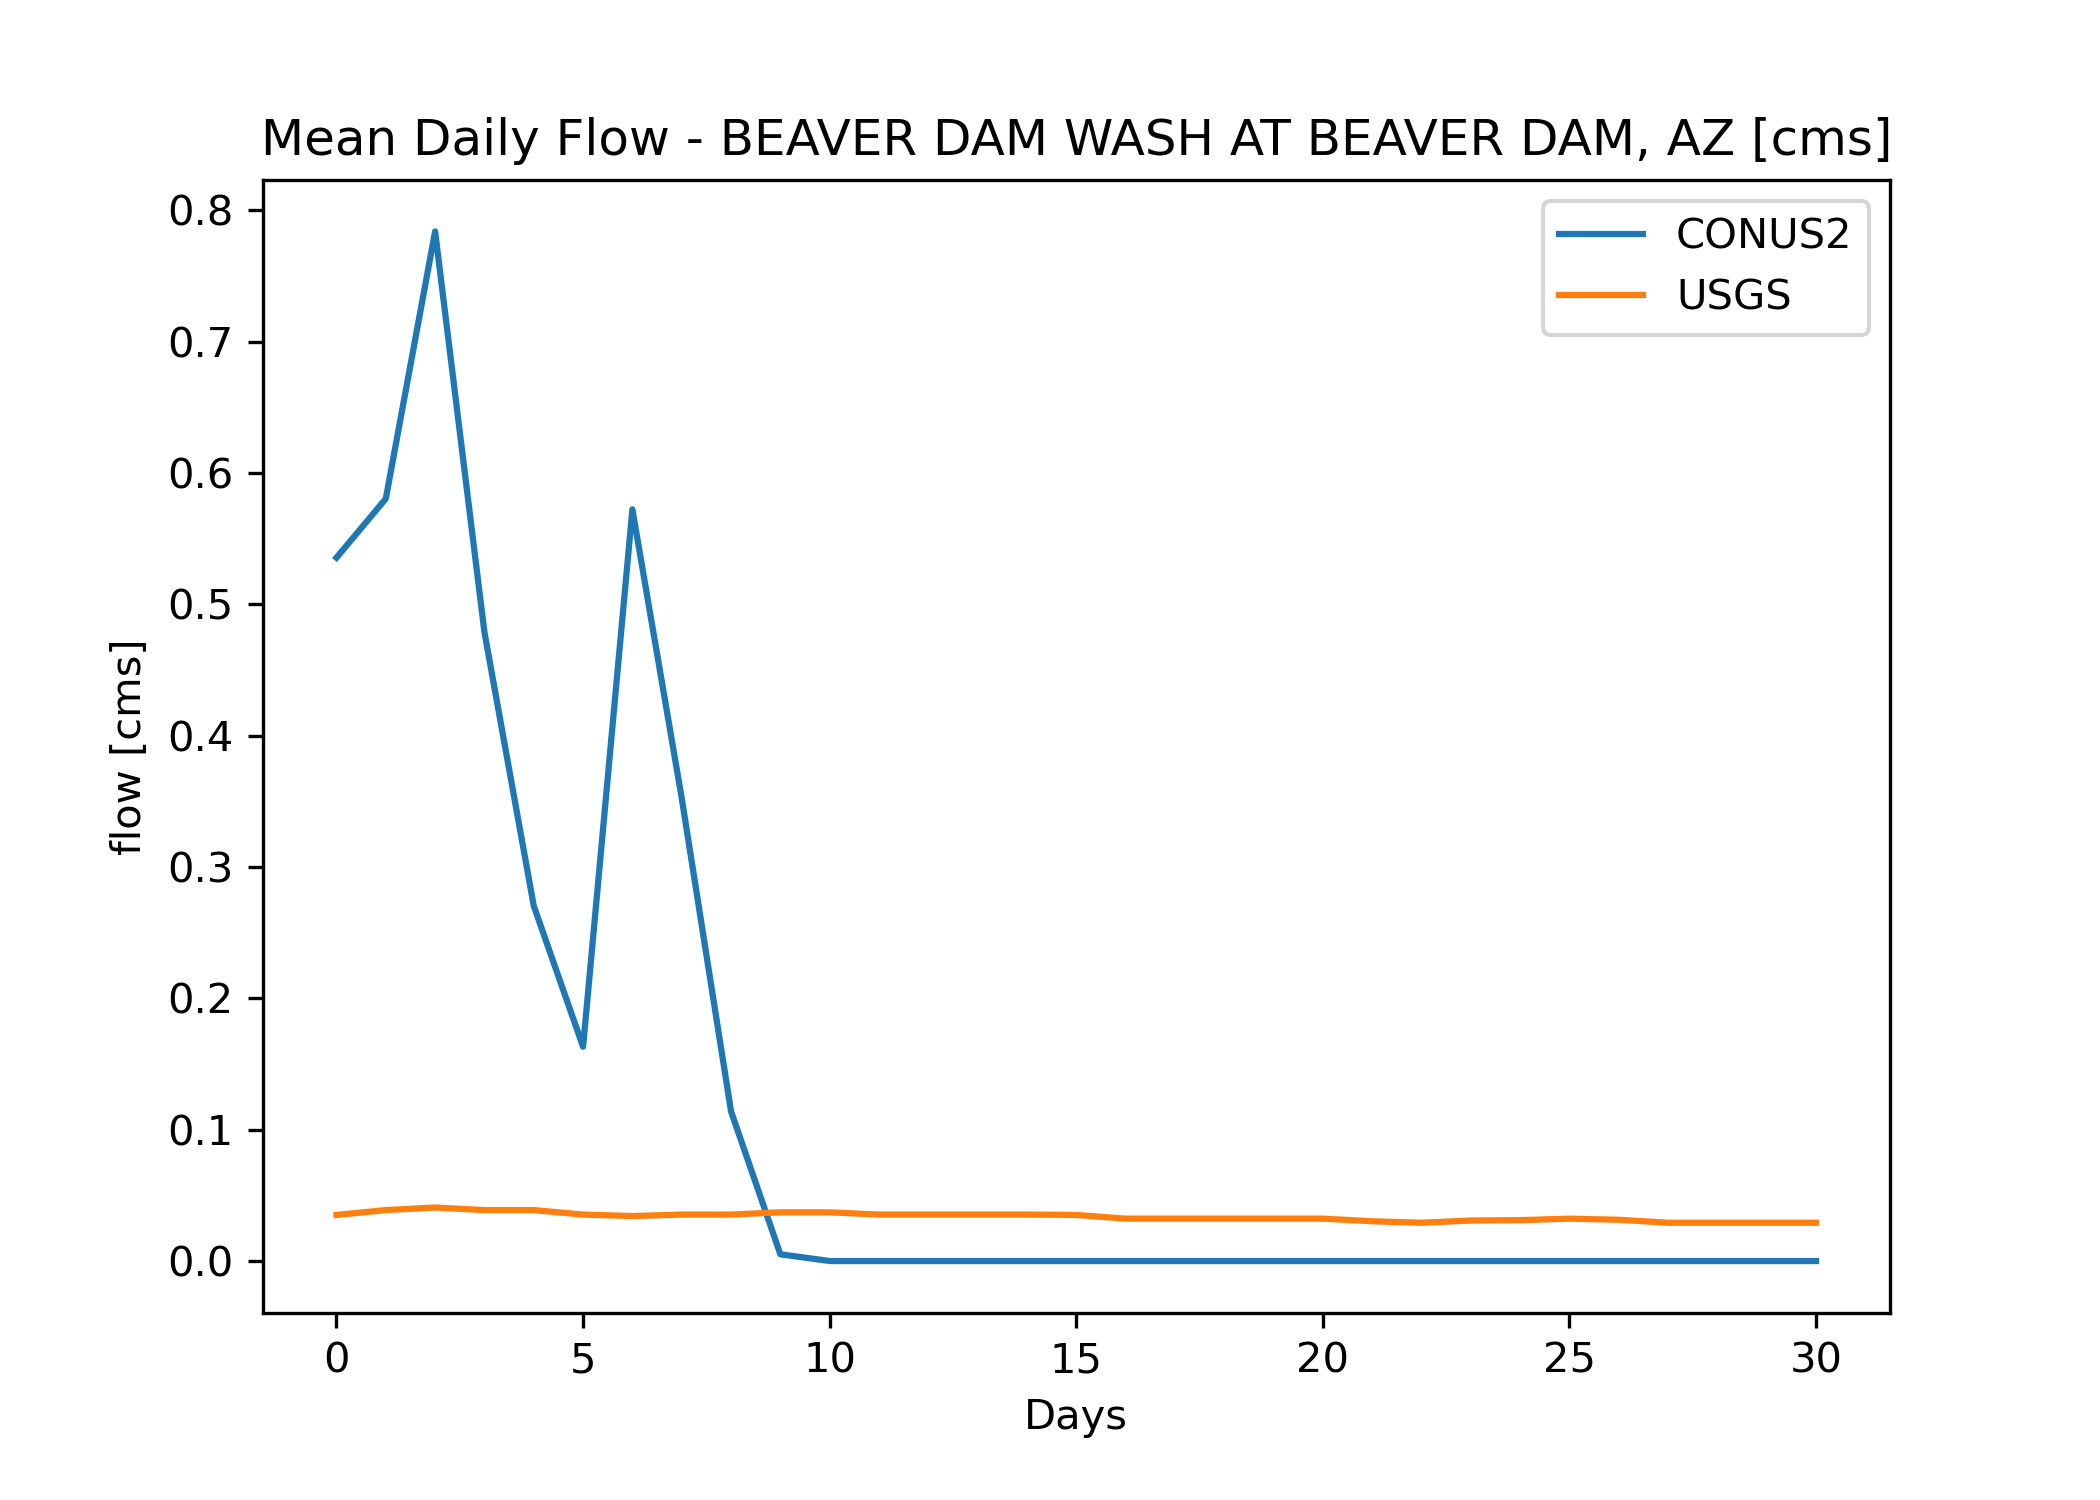 Mean Daily Flow - BEAVER DAM WASH AT BEAVER DAM, AZ [cms]
CONUS2
USGS
0.8
0.7
0.6
0.5
0.4
0.3
0.2
0.1
0.0
flow [cms]
0 5 10 15 20 25 30
Days